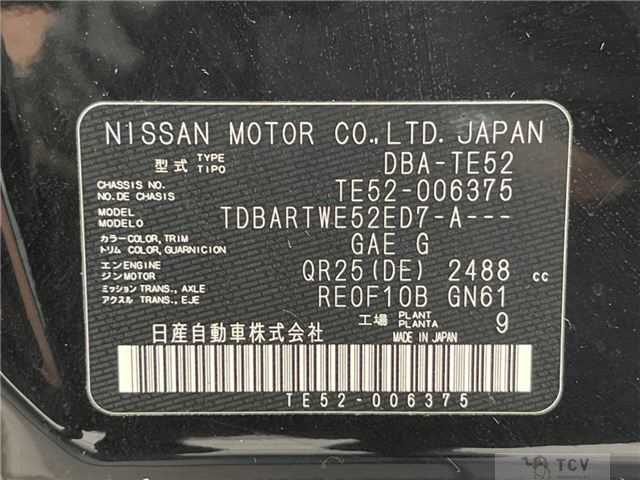 NISSAN MOTOR CO.,LTD. JAPAN
型式 TYPE TIPO DBA-TE52
CHASSIS NO. NO. DE CHASIS TE52-006375
MODEL MODELO TDBARTWE52ED7-A---
カラー COLOR, TRIM トリム COLOR, GUARNICION GAE G
エンジン ENGINE MOTOR QR25(DE) 2488 cc
ミッション TRANS., AXLE アクスル TRANS., EJE RE0F10B GN61
工場 PLANT PLANTA 9
日産自動車株式会社 MADE IN JAPAN
TE52-006375
TCV